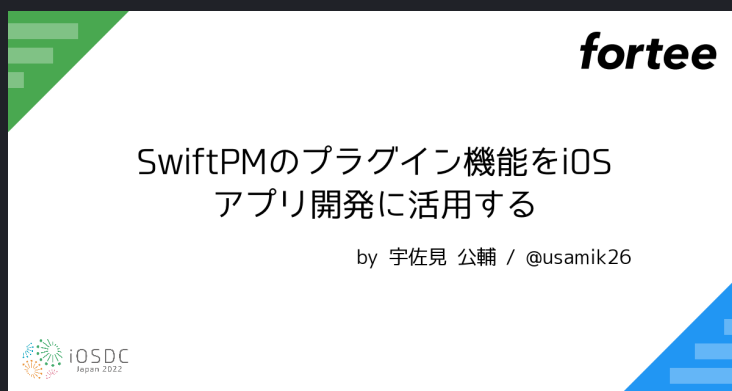 fortee
SwiftPMのプラグイン機能をiOS
アプリ開発に活用する
by 宇佐見 公輔 / @usamik26
iOSDC
Japan 2022